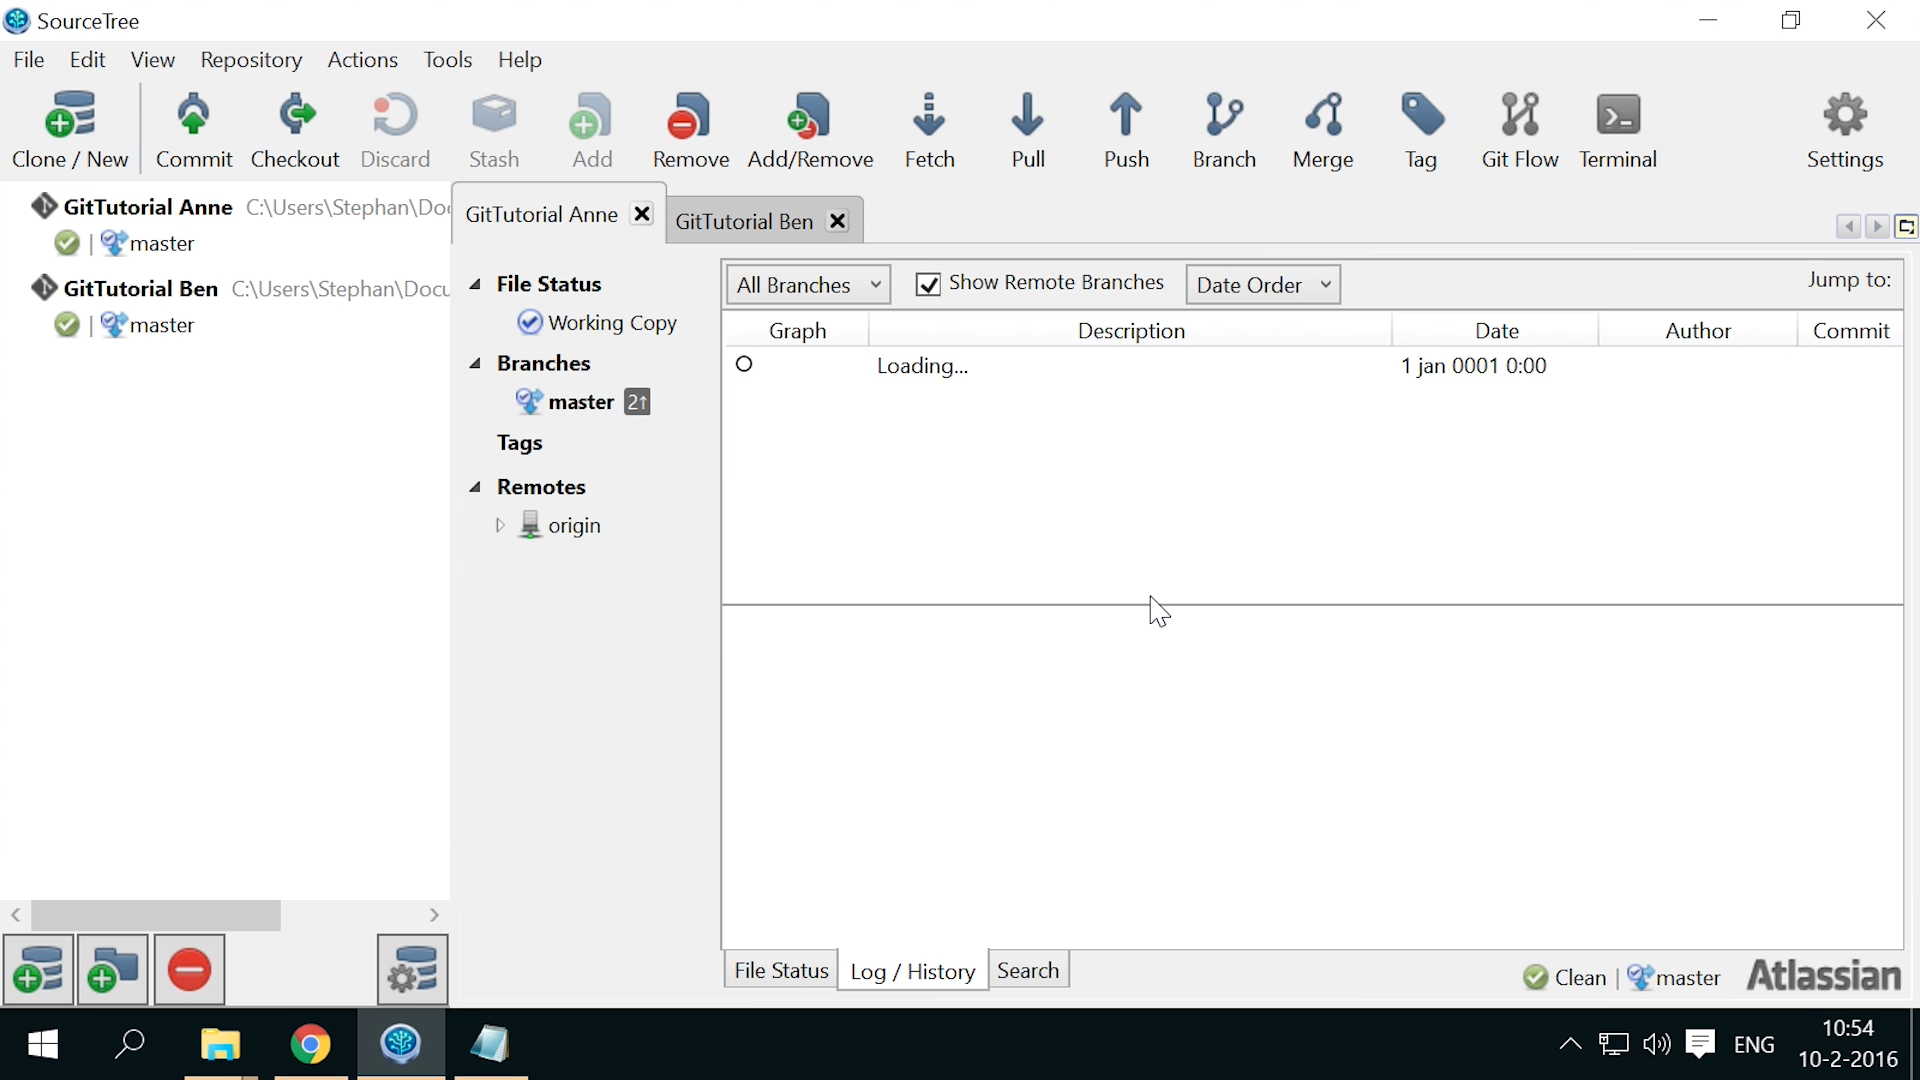 SourceTree
File Edit View Repository Actions Tools Help
Clone / New Commit Checkout Discard Stash Add Remove Add/Remove Fetch Pull Push Branch Merge Tag Git Flow Terminal Settings
GitTutorial Anne C:\Users\Stephan\Do
master
GitTutorial Ben C:\Users\Stephan\Docu
master
GitTutorial Anne GitTutorial Ben
File Status
Working Copy
Branches
master 2↑
Tags
Remotes
origin
All Branches Show Remote Branches Date Order Jump to:
Graph Description Date Author Commit
Loading... 1 jan 0001 0:00
File Status Log / History Search
Clean master Atlassian
ENG
10:54
10-2-2016